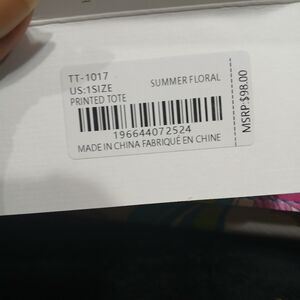 TT-1017
US:1SIZE SUMMER FLORAL
PRINTED TOTE
196644072524
MADE IN CHINA FABRIQUÉ EN CHINE
MSRP:$98.00